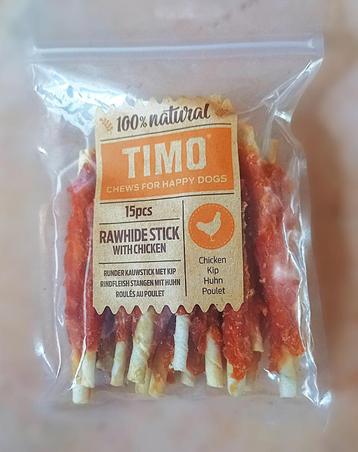 100% natural
TIMO
CHEWS FOR HAPPY DOGS
15pcs
RAWHIDE STICK
WITH CHICKEN
RUNDER KAUWSTICK MET KIP
RINDFLEISH STANGEN MIT HUHN
ROULÉS AU POULET
Chicken
Kip
Huhn
Poulet